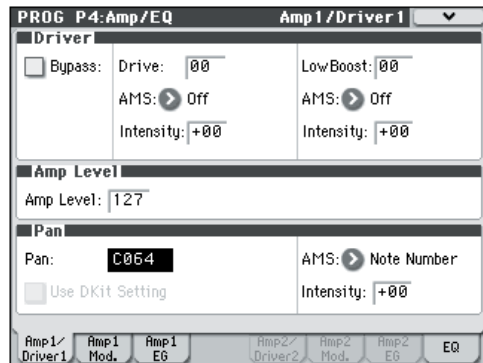 PROG P4:Amp/EQ Amp1/Driver1
Driver
Bypass: Drive: 00 LowBoost: 00
AMS: Off AMS: Off
Intensity: +00 Intensity: +00
Amp Level
Amp Level: 127
Pan
Pan: C064 AMS: Note Number
Use DKit Setting Intensity: +00
Amp1/ Driver1 Amp1 Mod. Amp1 EG Amp2/ Driver2 Amp2 Mod. Amp2 EG EQ